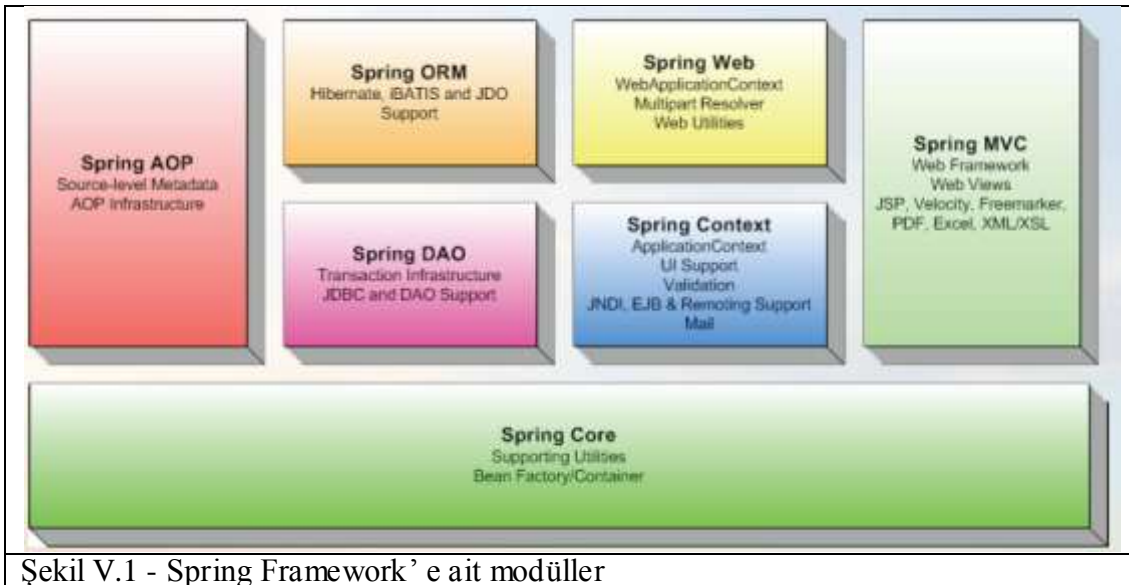 Spring AOP
Source-level Metadata
AOP Infrastructure
Spring ORM
Hibernate, iBATIS and JDO
Support
Spring Web
WebApplicationContext
Multipart Resolver
Web Utilities
Spring MVC
Web Framework
Web Views
JSP, Velocity, Freemarker,
PDF, Excel, XML/XSL
Spring DAO
Transaction Infrastructure
JDBC and DAO Support
Spring Context
ApplicationContext
UI Support
Validation
JNDI, EJB & Remoting Support
Mail
Spring Core
Supporting Utilities
Bean Factory/Container
Şekil V.1 - Spring Framework’ e ait modüller